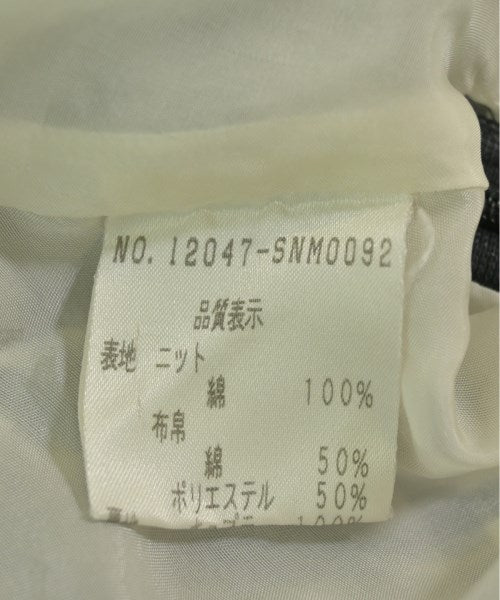 NO. 12047-SNM0092
品質表示
表地 ニット
綿 100%
布帛
綿 50%
ポリエステル 50%
100%